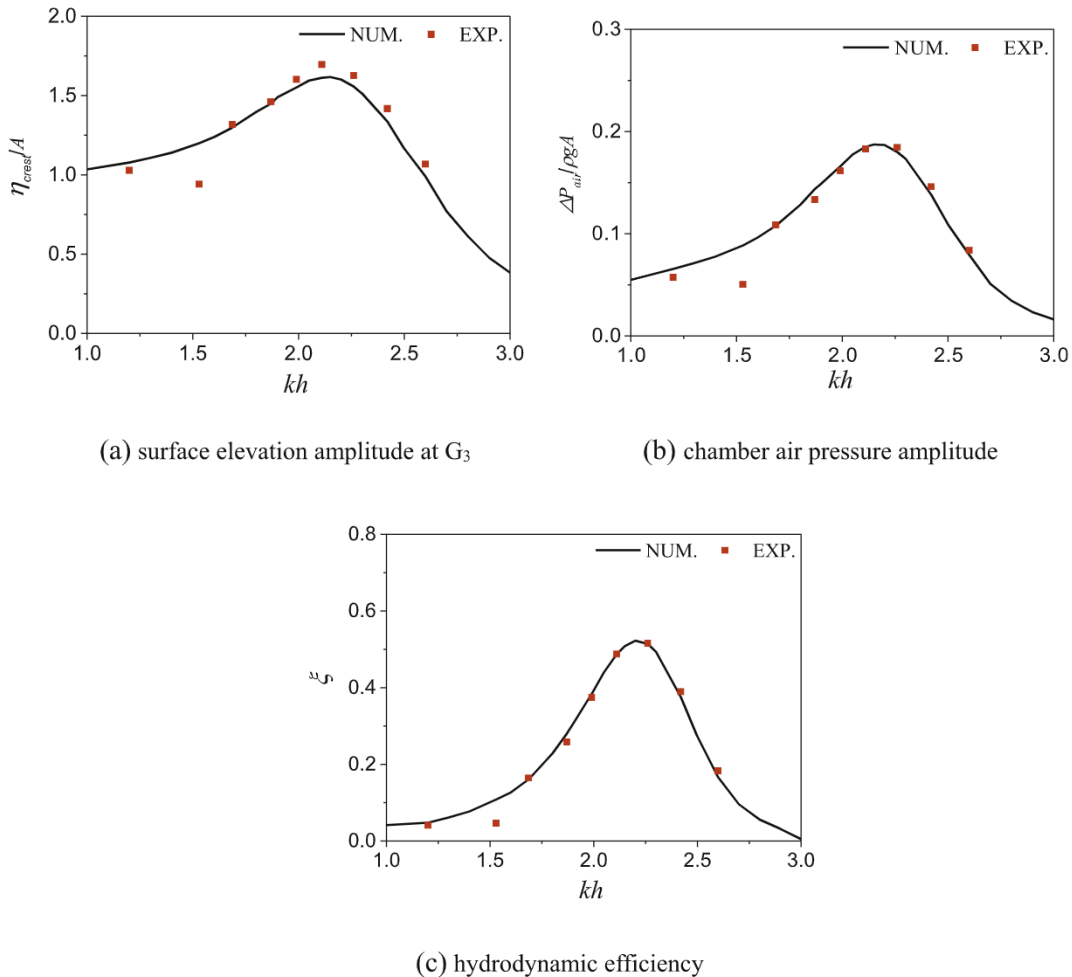 2.0
NUM. EXP.
1.5
1.0
0.5
0.0
η_crest/A
1.0 1.5 2.0 2.5 3.0
kh
(a) surface elevation amplitude at G₃
0.3
NUM. EXP.
0.2
0.1
0.0
ΔP_air/ρgA
1.0 1.5 2.0 2.5 3.0
kh
(b) chamber air pressure amplitude
0.8
NUM. EXP.
0.6
0.4
0.2
0.0
ξ
1.0 1.5 2.0 2.5 3.0
kh
(c) hydrodynamic efficiency